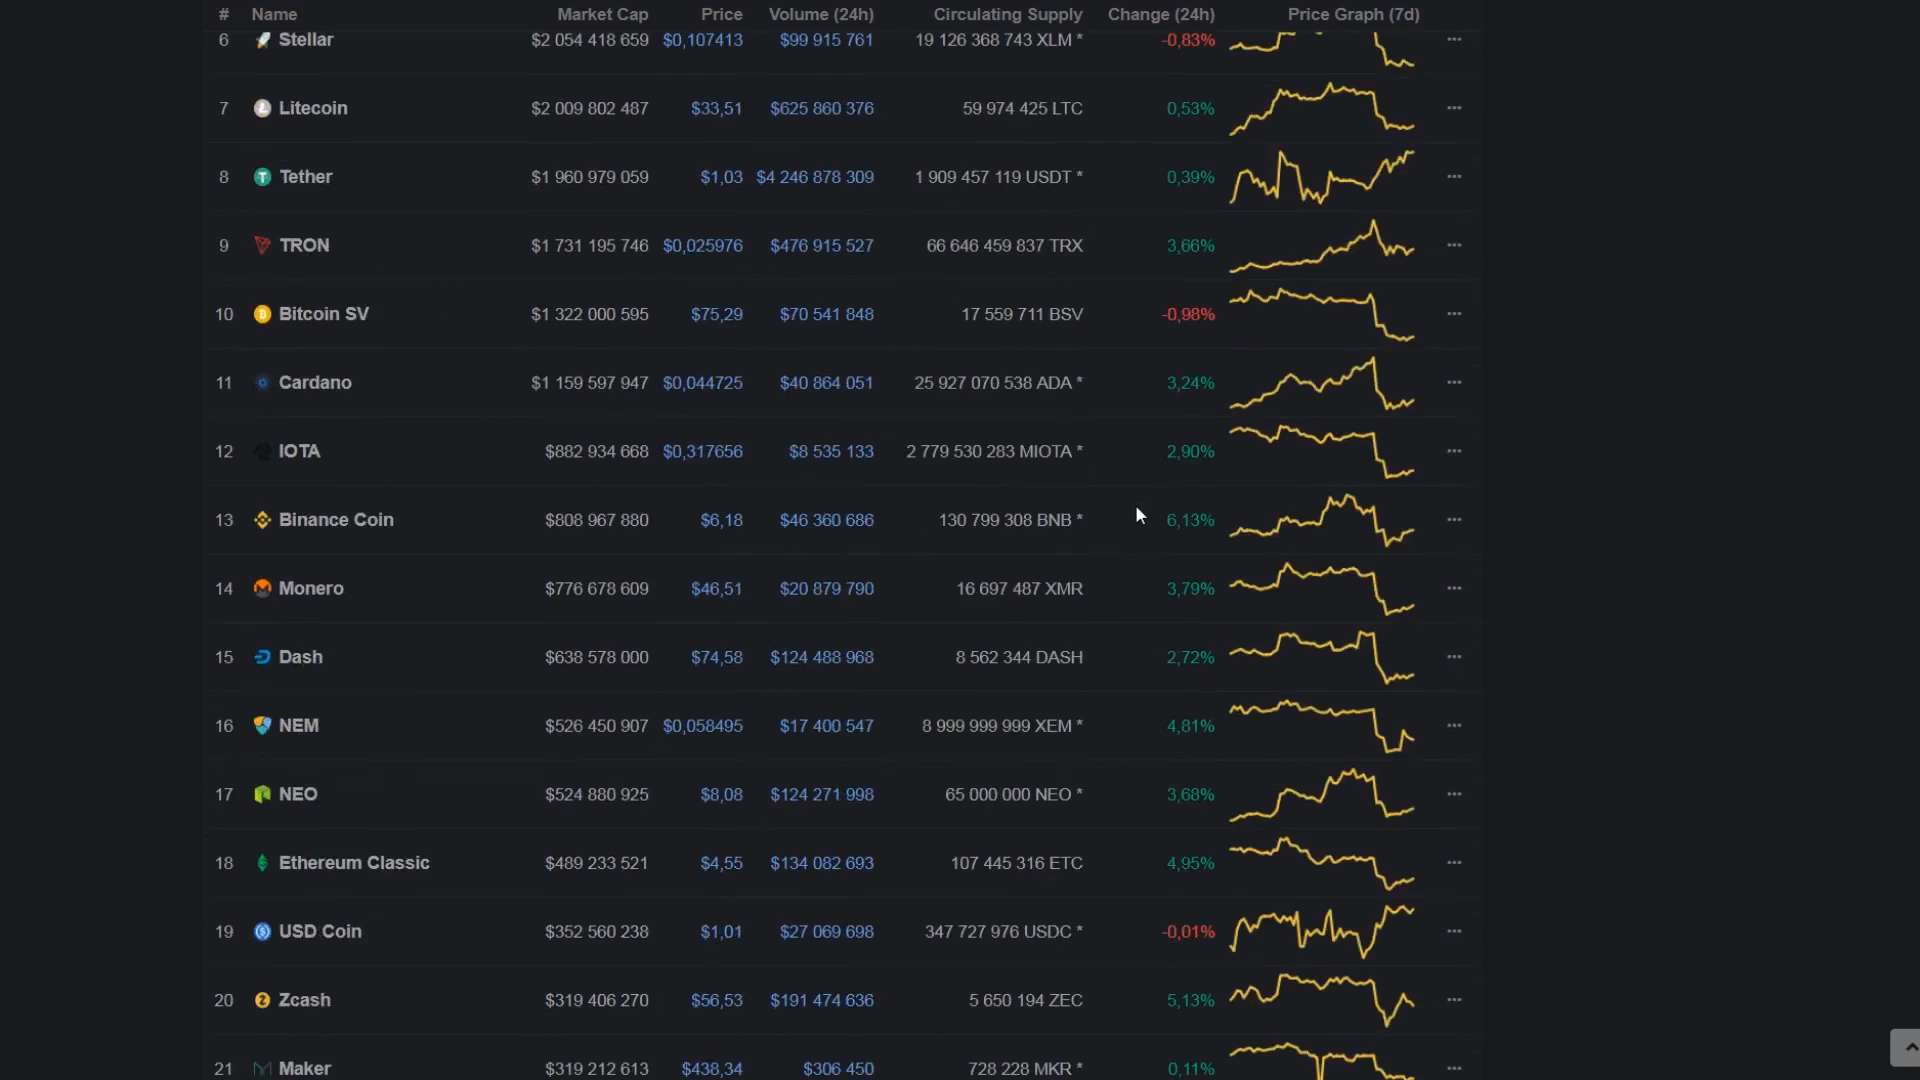 # Name Market Cap Price Volume (24h) Circulating Supply Change (24h) Price Graph (7d)
6 Stellar $2 054 418 659 $0,107413 $99 915 761 19 126 368 743 XLM * -0,83%
7 Litecoin $2 009 802 487 $33,51 $625 860 376 59 974 425 LTC 0,53%
8 Tether $1 960 979 059 $1,03 $4 246 878 309 1 909 457 119 USDT * 0,39%
9 TRON $1 731 195 746 $0,025976 $476 915 527 66 646 459 837 TRX 3,66%
10 Bitcoin SV $1 322 000 595 $75,29 $70 541 848 17 559 711 BSV -0,98%
11 Cardano $1 159 597 947 $0,044725 $40 864 051 25 927 070 538 ADA * 3,24%
12 IOTA $882 934 668 $0,317656 $8 535 133 2 779 530 283 MIOTA * 2,90%
13 Binance Coin $808 967 880 $6,18 $46 360 686 130 799 308 BNB * 6,13%
14 Monero $776 678 609 $46,51 $20 879 790 16 697 487 XMR 3,79%
15 Dash $638 578 000 $74,58 $124 488 968 8 562 344 DASH 2,72%
16 NEM $526 450 907 $0,058495 $17 400 547 8 999 999 999 XEM * 4,81%
17 NEO $524 880 925 $8,08 $124 271 998 65 000 000 NEO * 3,68%
18 Ethereum Classic $489 233 521 $4,55 $134 082 693 107 445 316 ETC 4,95%
19 USD Coin $352 560 238 $1,01 $27 069 698 347 727 976 USDC * -0,01%
20 Zcash $319 406 270 $56,53 $191 474 636 5 650 194 ZEC 5,13%
21 Maker $319 212 613 $438,34 $306 450 728 228 MKR * 0,11%